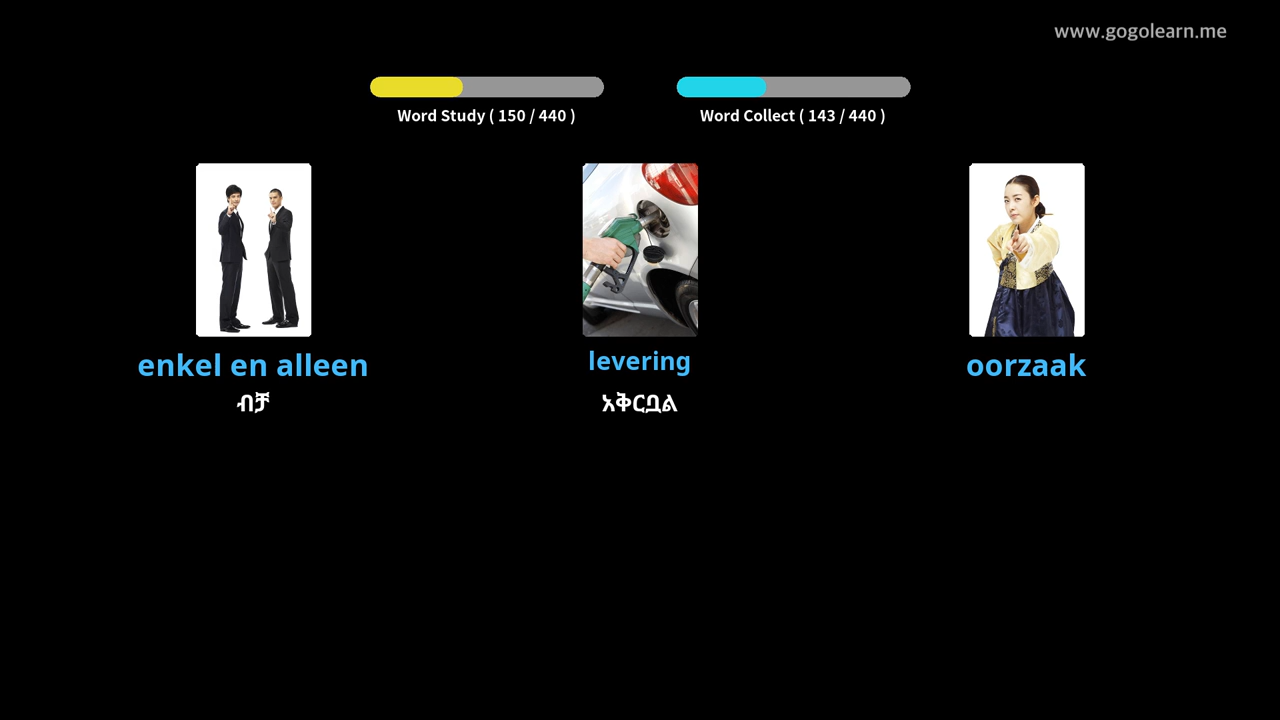 www.gogolearn.me
Word Study ( 150 / 440 )
Word Collect ( 143 / 440 )
enkel en alleen
levering
oorzaak
ብቻ
አቅርቧል